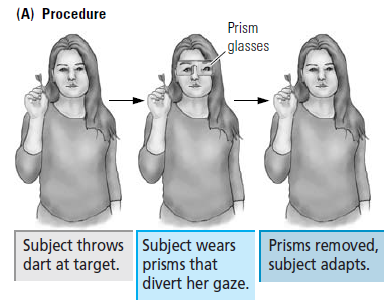 (A) Procedure
Prism
glasses
Subject throws
dart at target.
Subject wears
prisms that
divert her gaze.
Prisms removed,
subject adapts.